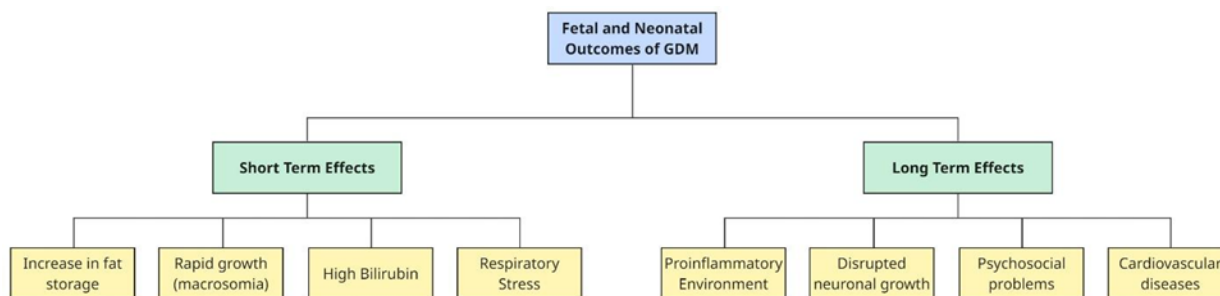 Fetal and Neonatal
Outcomes of GDM
Short Term Effects
Long Term Effects
Increase in fat
storage
Rapid growth
(macrosomia)
High Bilirubin
Respiratory
Stress
Proinflammatory
Environment
Disrupted
neuronal growth
Psychosocial
problems
Cardiovascular
diseases